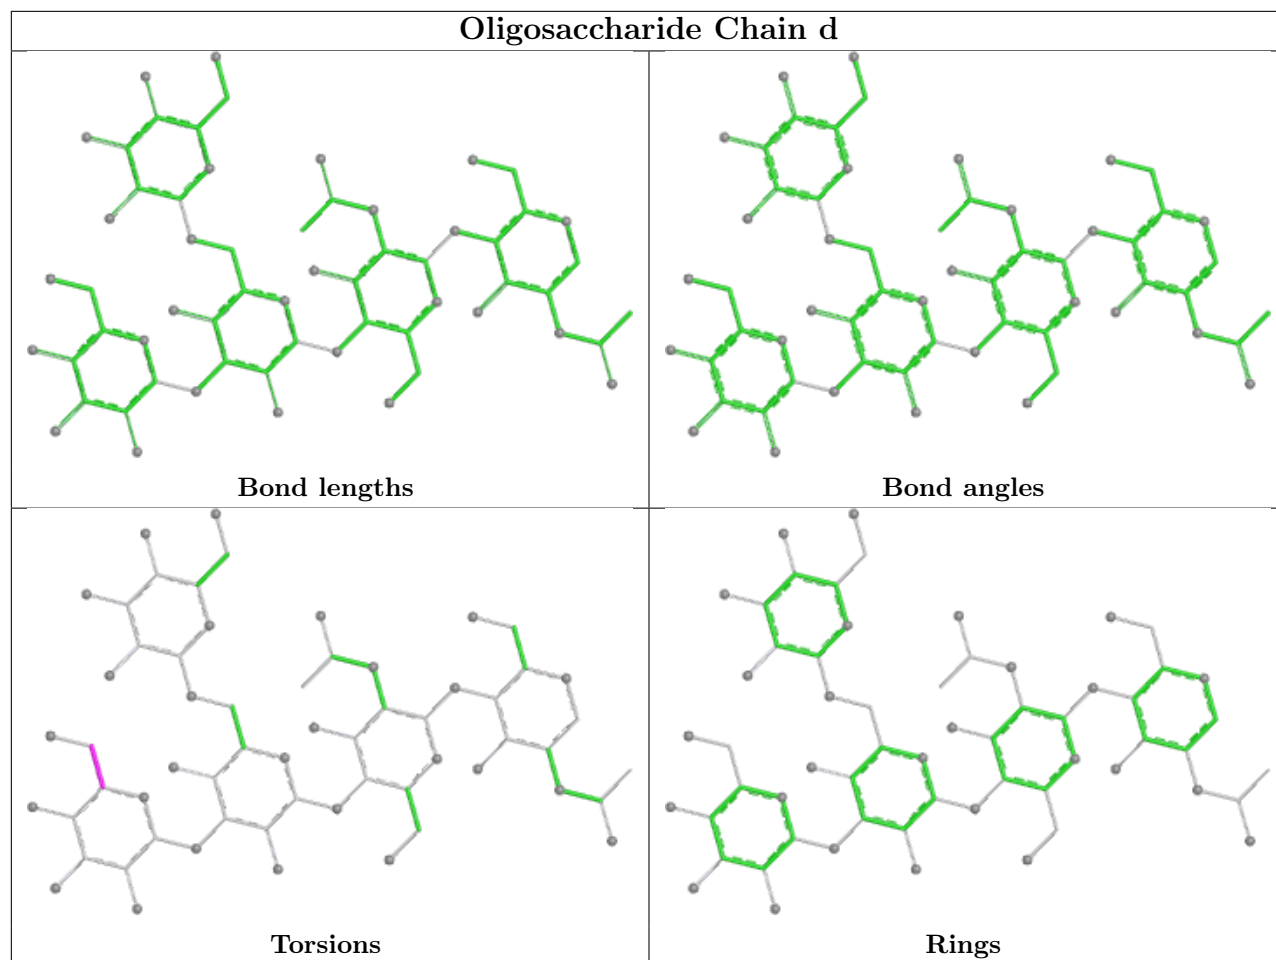 Oligosaccharide Chain d
Bond lengths
Bond angles
Torsions
Rings